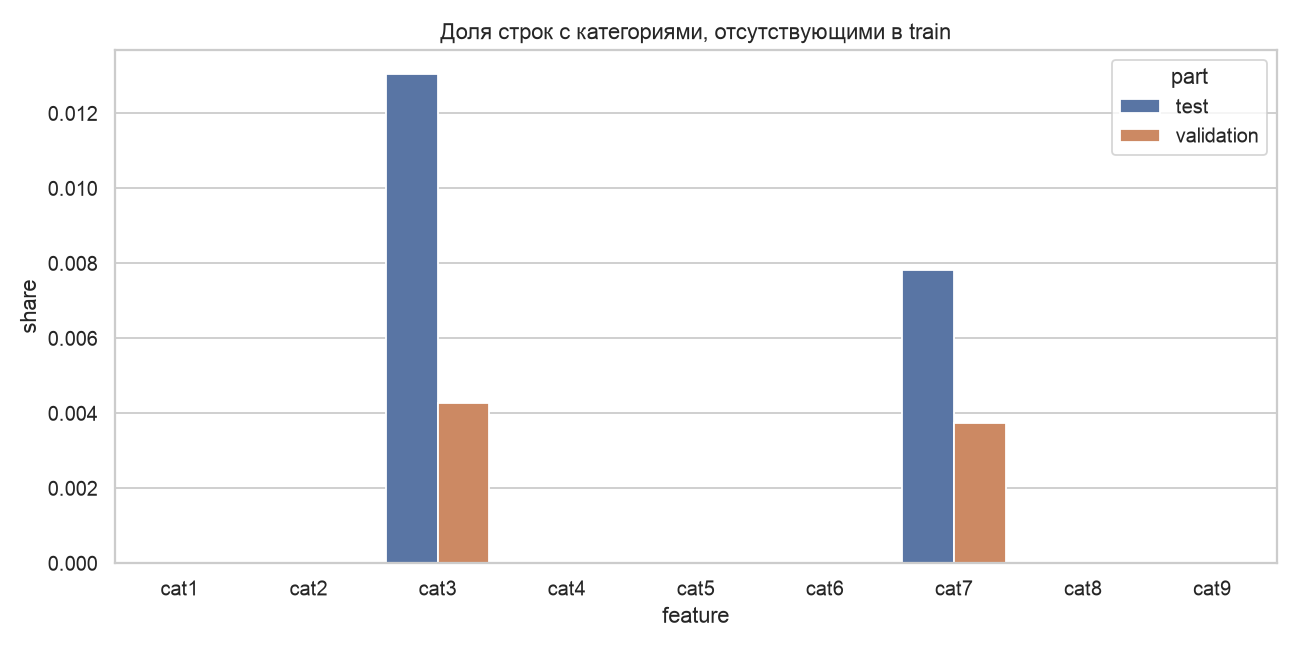 Доля строк с категориями, отсутствующими в train
part
test
validation
0.012
0.010
0.008
0.006
0.004
0.002
0.000
share
cat1 cat2 cat3 cat4 cat5 cat6 cat7 cat8 cat9
feature